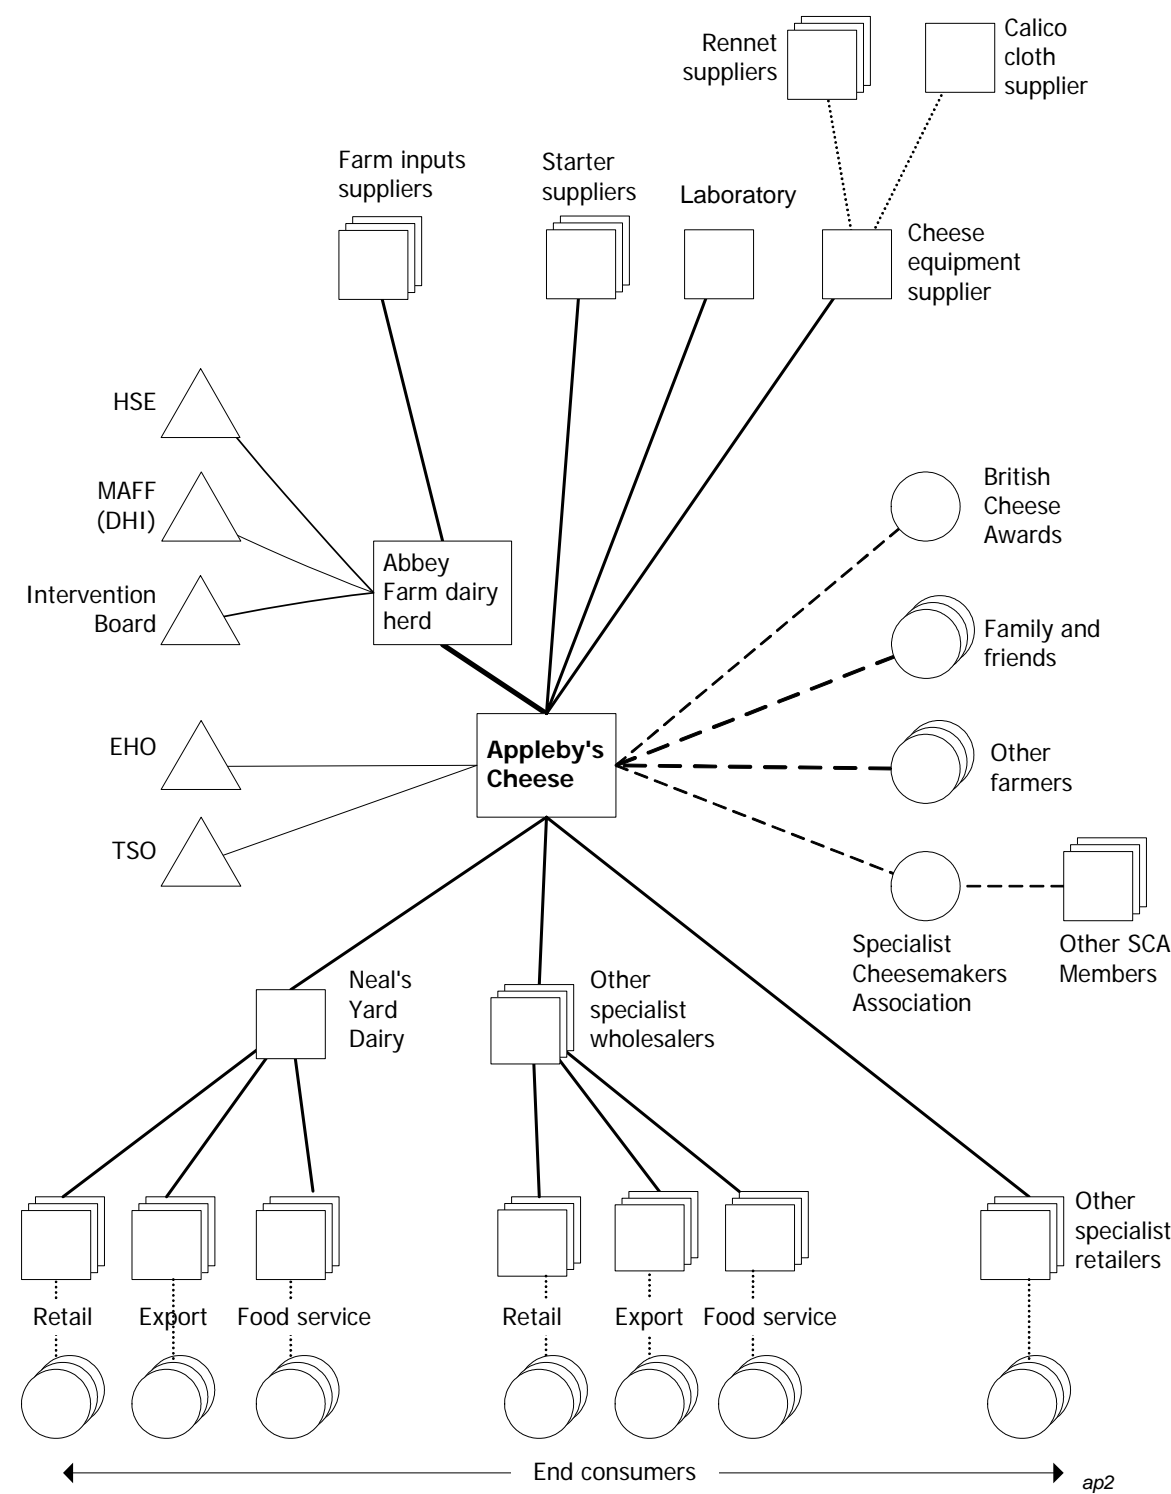 Rennet
suppliers
Calico
cloth
supplier
Farm inputs
suppliers
Starter
suppliers
Laboratory
Cheese
equipment
supplier
HSE
MAFF
(DHI)
Intervention
Board
Abbey
Farm dairy
herd
British
Cheese
Awards
Family and
friends
EHO
Appleby's
Cheese
Other
farmers
TSO
Specialist
Cheesemakers
Association
Other SCA
Members
Neal's
Yard
Dairy
Other
specialist
wholesalers
Other
specialist
retailers
Retail
Export
Food service
Retail
Export
Food service
End consumers
ap2